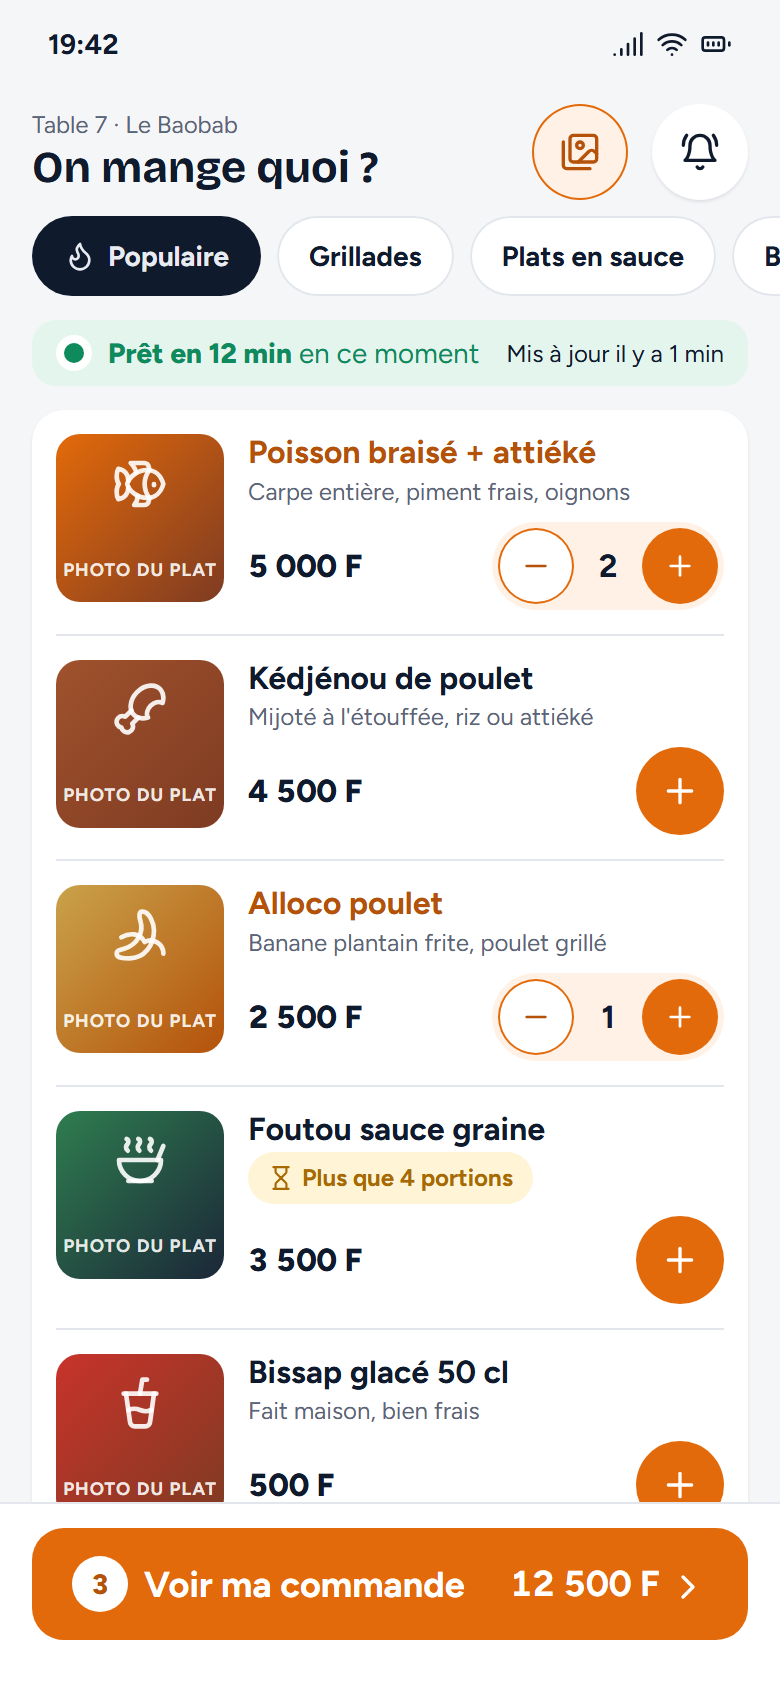 19:42
Table 7 · Le Baobab
On mange quoi ?
Populaire
Grillades
Plats en sauce
B
Prêt en 12 min en ce moment
Mis à jour il y a 1 min
Poisson braisé + attiéké
Carpe entière, piment frais, oignons
PHOTO DU PLAT
5 000 F
2
Kédjénou de poulet
Mijoté à l'étouffée, riz ou attiéké
PHOTO DU PLAT
4 500 F
Alloco poulet
Banane plantain frite, poulet grillé
PHOTO DU PLAT
2 500 F
1
Foutou sauce graine
Plus que 4 portions
PHOTO DU PLAT
3 500 F
Bissap glacé 50 cl
Fait maison, bien frais
PHOTO DU PLAT
500 F
3 Voir ma commande 12 500 F